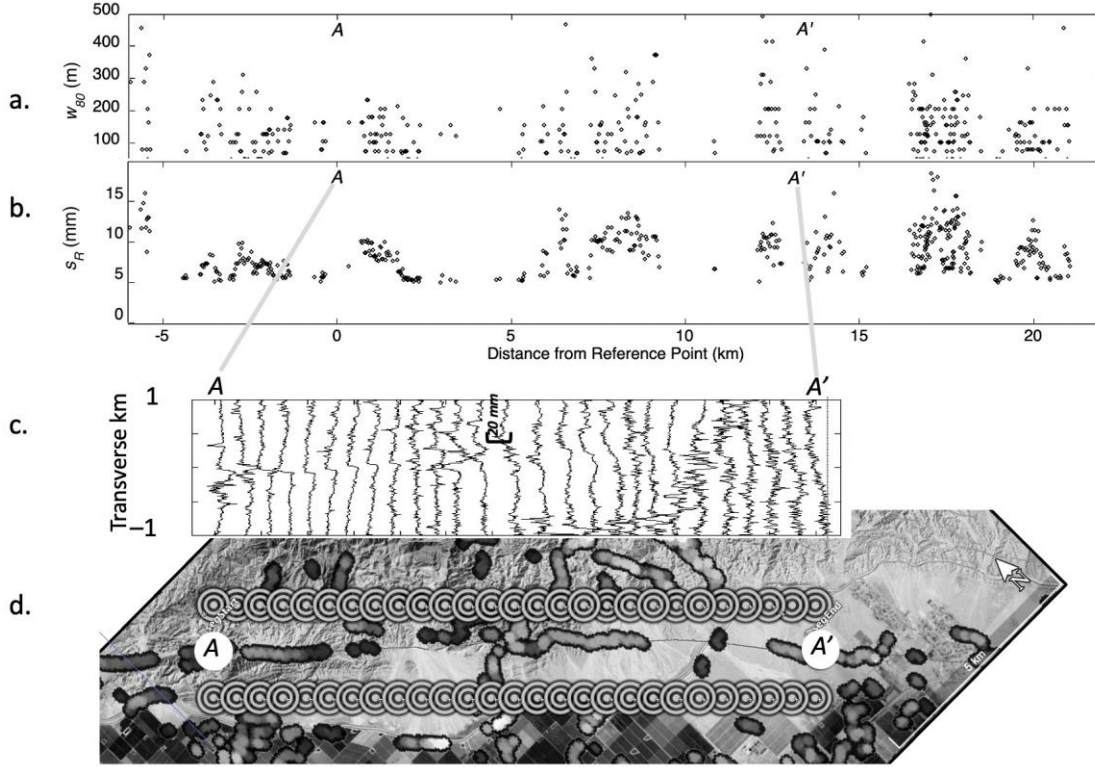 500
A
A'
400
a.
w80 (m)
300
200
100
A
A'
15
b.
sR (mm)
10
5
0
-5 0 5 10 15 20
Distance from Reference Point (km)
A
A'
1
c.
Transverse km
20 mm
–1
d.
LegEnd
A
A'
N
5 km